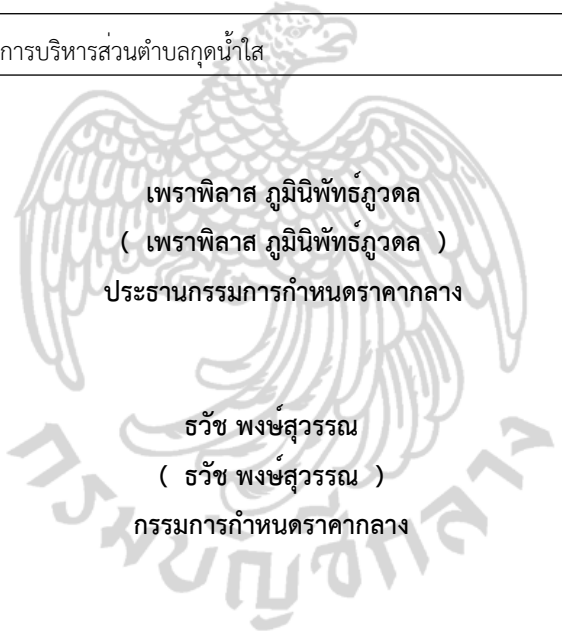 การบริหารส่วนตำบลกุดน้ำใส
เพราพิลาส ภูมินิพัทธ์ภูวดล
( เพราพิลาส ภูมินิพัทธ์ภูวดล )
ประธานกรรมการกำหนดราคากลาง
ธวัช พงษ์สุวรรณ
( ธวัช พงษ์สุวรรณ )
กรรมการกำหนดราคากลาง
กรมบัญชีกลาง